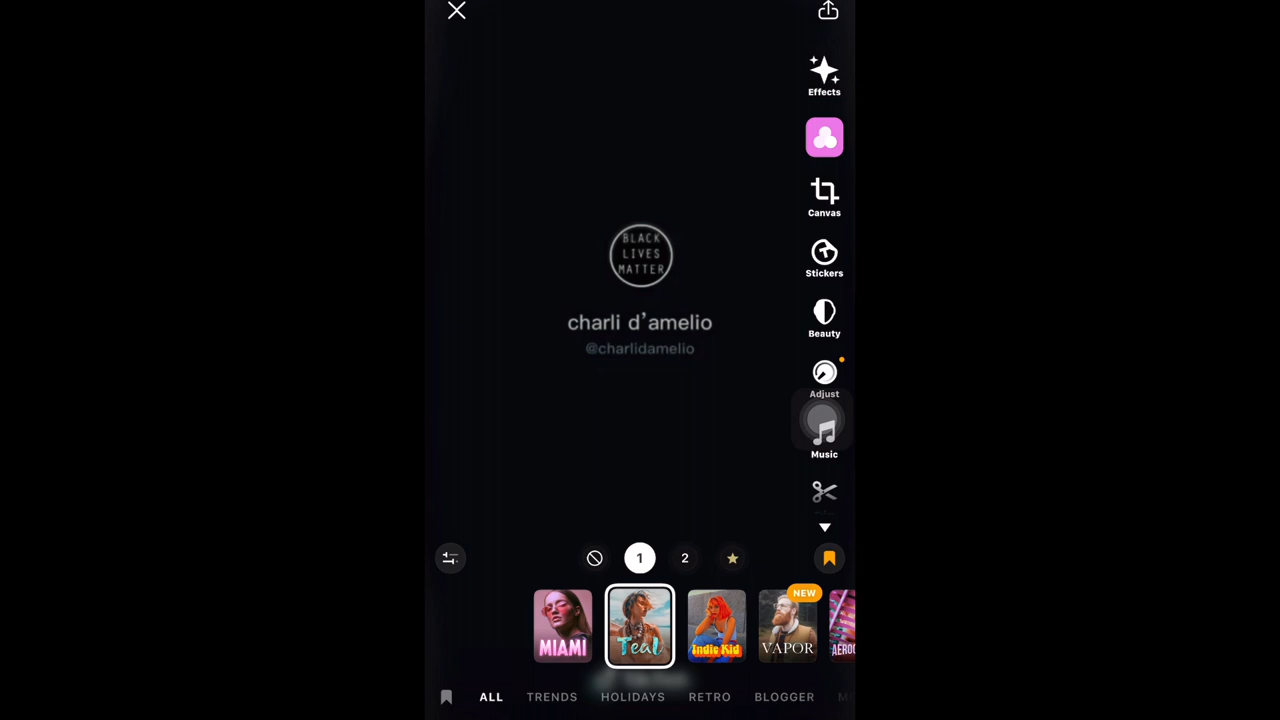 Effects
Canvas
Stickers
Beauty
Adjust
Music
BLACK
LIVES
MATTER
charli d’amelio
@charlidamelio
1
2
NEW
MIAMI
Teal
Indie Kid
VAPOR
ALL
TRENDS
HOLIDAYS
RETRO
BLOGGER